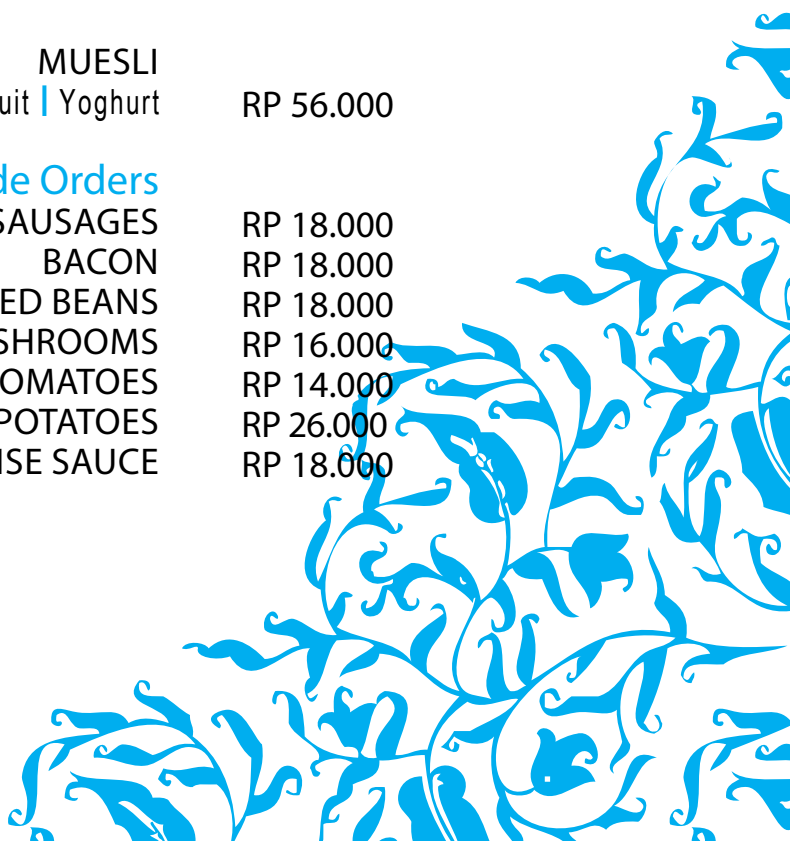 MUESLI
uit | Yoghurt RP 56.000
de Orders
SAUSAGES RP 18.000
BACON RP 18.000
ED BEANS RP 18.000
SHROOMS RP 16.000
OMATOES RP 14.000
POTATOES RP 26.000
ISE SAUCE RP 18.000